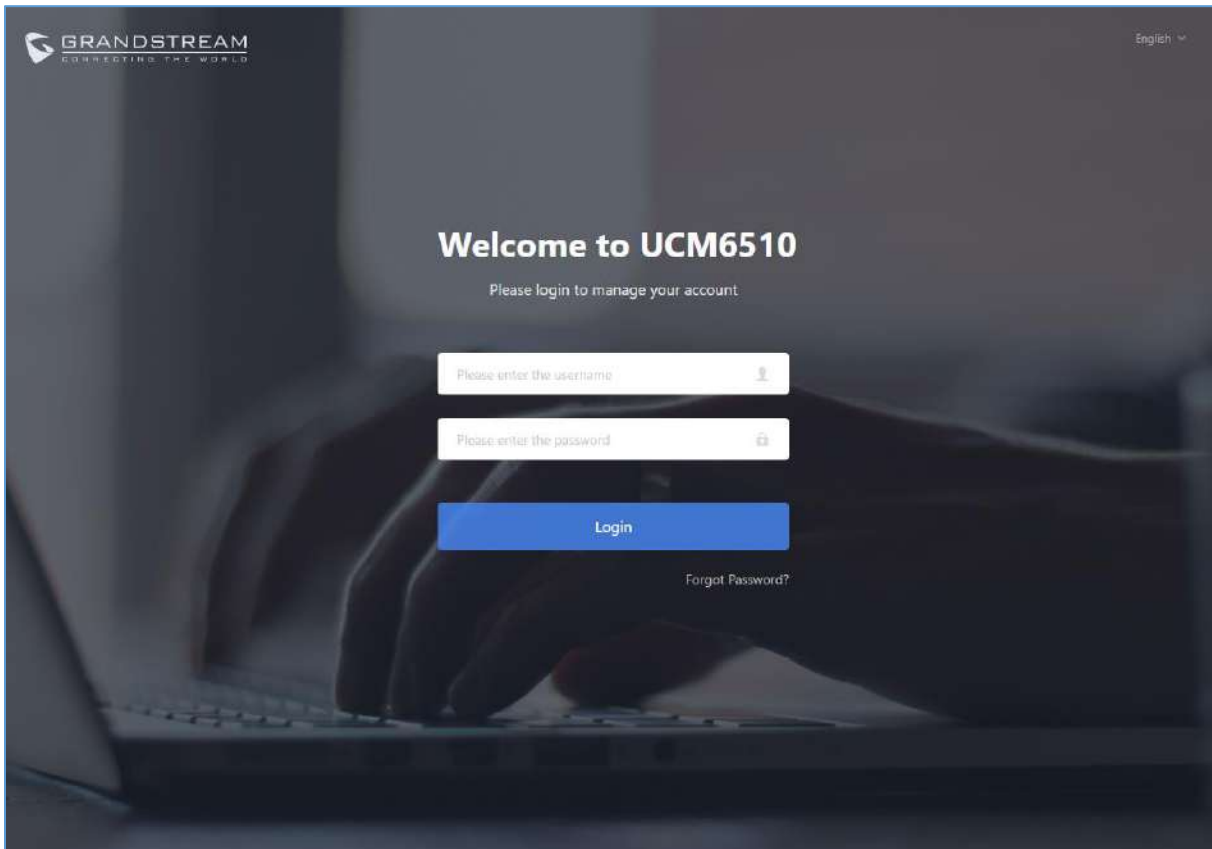 GRANDSTREAM
CONNECTING THE WORLD
English
Welcome to UCM6510
Please login to manage your account
Please enter the username
Please enter the password
Login
Forgot Password?